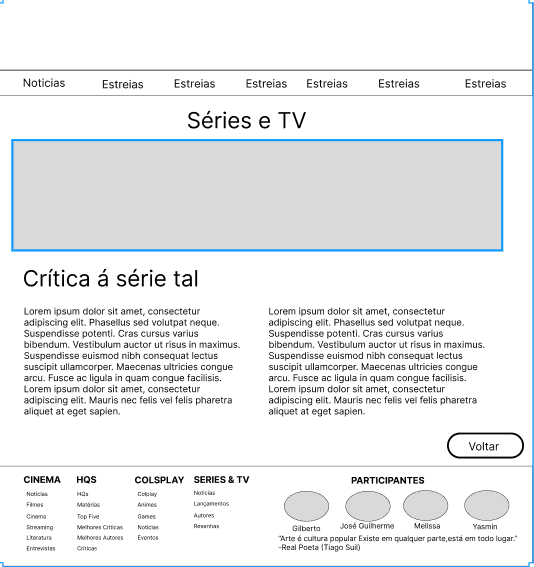 Noticias Estreias Estreias Estreias Estreias Estreias Estreias
Séries e TV
Crítica á série tal
Lorem ipsum dolor sit amet, consectetur
adipiscing elit. Phasellus sed volutpat neque.
Suspendisse potenti. Cras cursus varius
bibendum. Vestibulum auctor ut risus in maximus.
Suspendisse euismod nibh consequat lectus
suscipit ullamcorper. Maecenas ultricies congue
arcu. Fusce ac ligula in quam congue facilisis.
Lorem ipsum dolor sit amet, consectetur
adipiscing elit. Mauris nec felis vel felis pharetra
aliquet at eget sapien.
Lorem ipsum dolor sit amet, consectetur
adipiscing elit. Phasellus sed volutpat neque.
Suspendisse potenti. Cras cursus varius
bibendum. Vestibulum auctor ut risus in maximus.
Suspendisse euismod nibh consequat lectus
suscipit ullamcorper. Maecenas ultricies congue
arcu. Fusce ac ligula in quam congue facilisis.
Lorem ipsum dolor sit amet, consectetur
adipiscing elit. Mauris nec felis vel felis pharetra
aliquet at eget sapien.
Voltar
CINEMA
Noticias
Filmes
Cinema
Streaming
Literatura
Entrevistas
HQS
HQs
Matérias
Top Five
Melhores Críticas
Melhores Autores
Críticas
COLSPLAY
Colplay
Animes
Games
Noticias
Eventos
SERIES & TV
Noticias
Lançamentos
Autores
Resenhas
PARTICIPANTES
Gilberto
José Guilherme
Melissa
Yasmin
"Arte é cultura popular Existe em qualquer parte,está em todo lugar."
-Real Poeta (Tiago Suil)